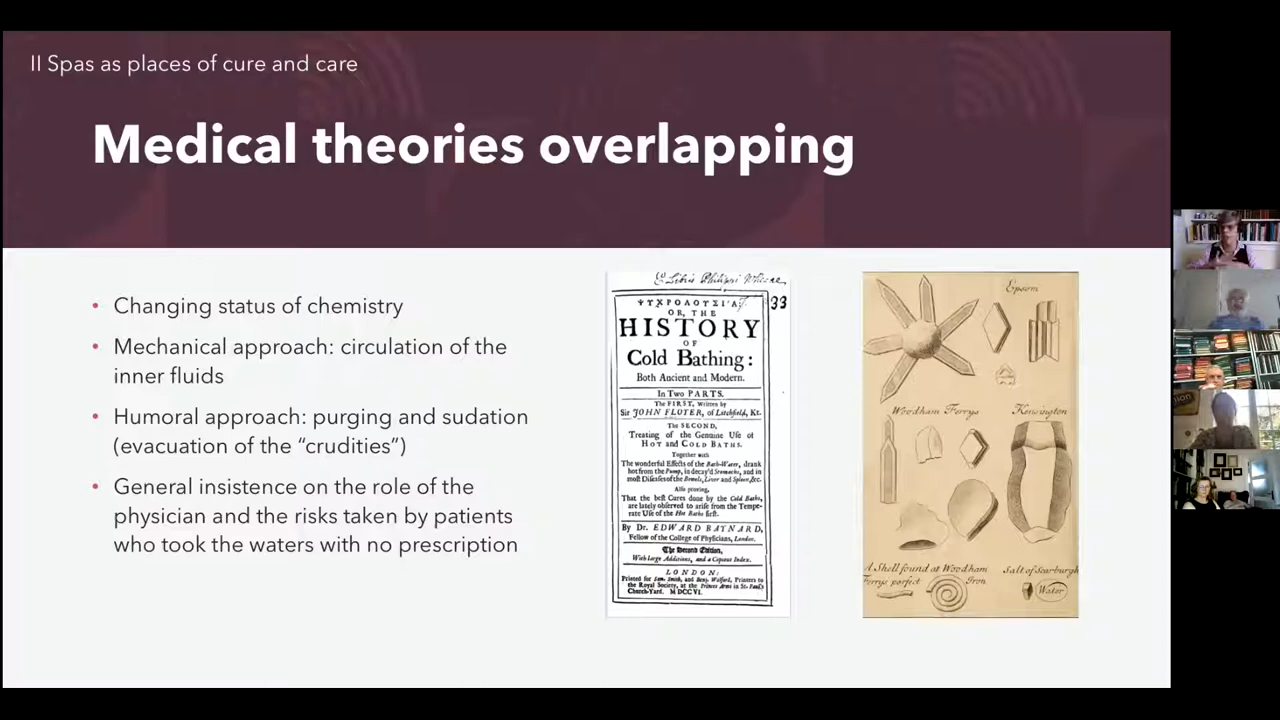 II Spas as places of cure and care
Medical theories overlapping
• Changing status of chemistry
• Mechanical approach: circulation of the
inner fluids
• Humoral approach: purging and sudation
(evacuation of the “crudities”)
• General insistence on the role of the
physician and the risks taken by patients
who took the waters with no prescription
Libris Philippi
33
ΨΥΧΡΟΛΟΥΣΙΑ:
OR, THE
HISTORY
OF
Cold Bathing:
Both Ancient and Modern.
In Two PARTS.
The FIRST, Written by
Sir JOHN FLOYER, of Litchfield, Kt.
The SECOND,
Treating of the Genuine Use of
HOT and COLD BATHS.
Together with
The wonderful Effects of the Bath-Water, drank
hot from the Pump, in decay'd Stomachs, and in
most Diseases of the Bowels, Liver and Spleen, &c.
Also proving,
That the best Cures done by the Cold Baths,
are lately observed to arise from the Tempe-
rate Use of the Hot Baths first.
By Dr. EDWARD BAYNARD,
Fellow of the College of Physicians, London.
The Second Edition,
With large Additions, and a Copious Index.
LONDON:
Printed for Sam. Smith, and Benj. Walford, Printers to
the Royal Society, at the Princes Arms in St. Paul's
Church-Yard. MDCCVI.
Epsom
Woodham Ferrys
Kensington
A Shell found at Woodham
Ferrys perfect
Iron
Salt of Scarburgh
Water